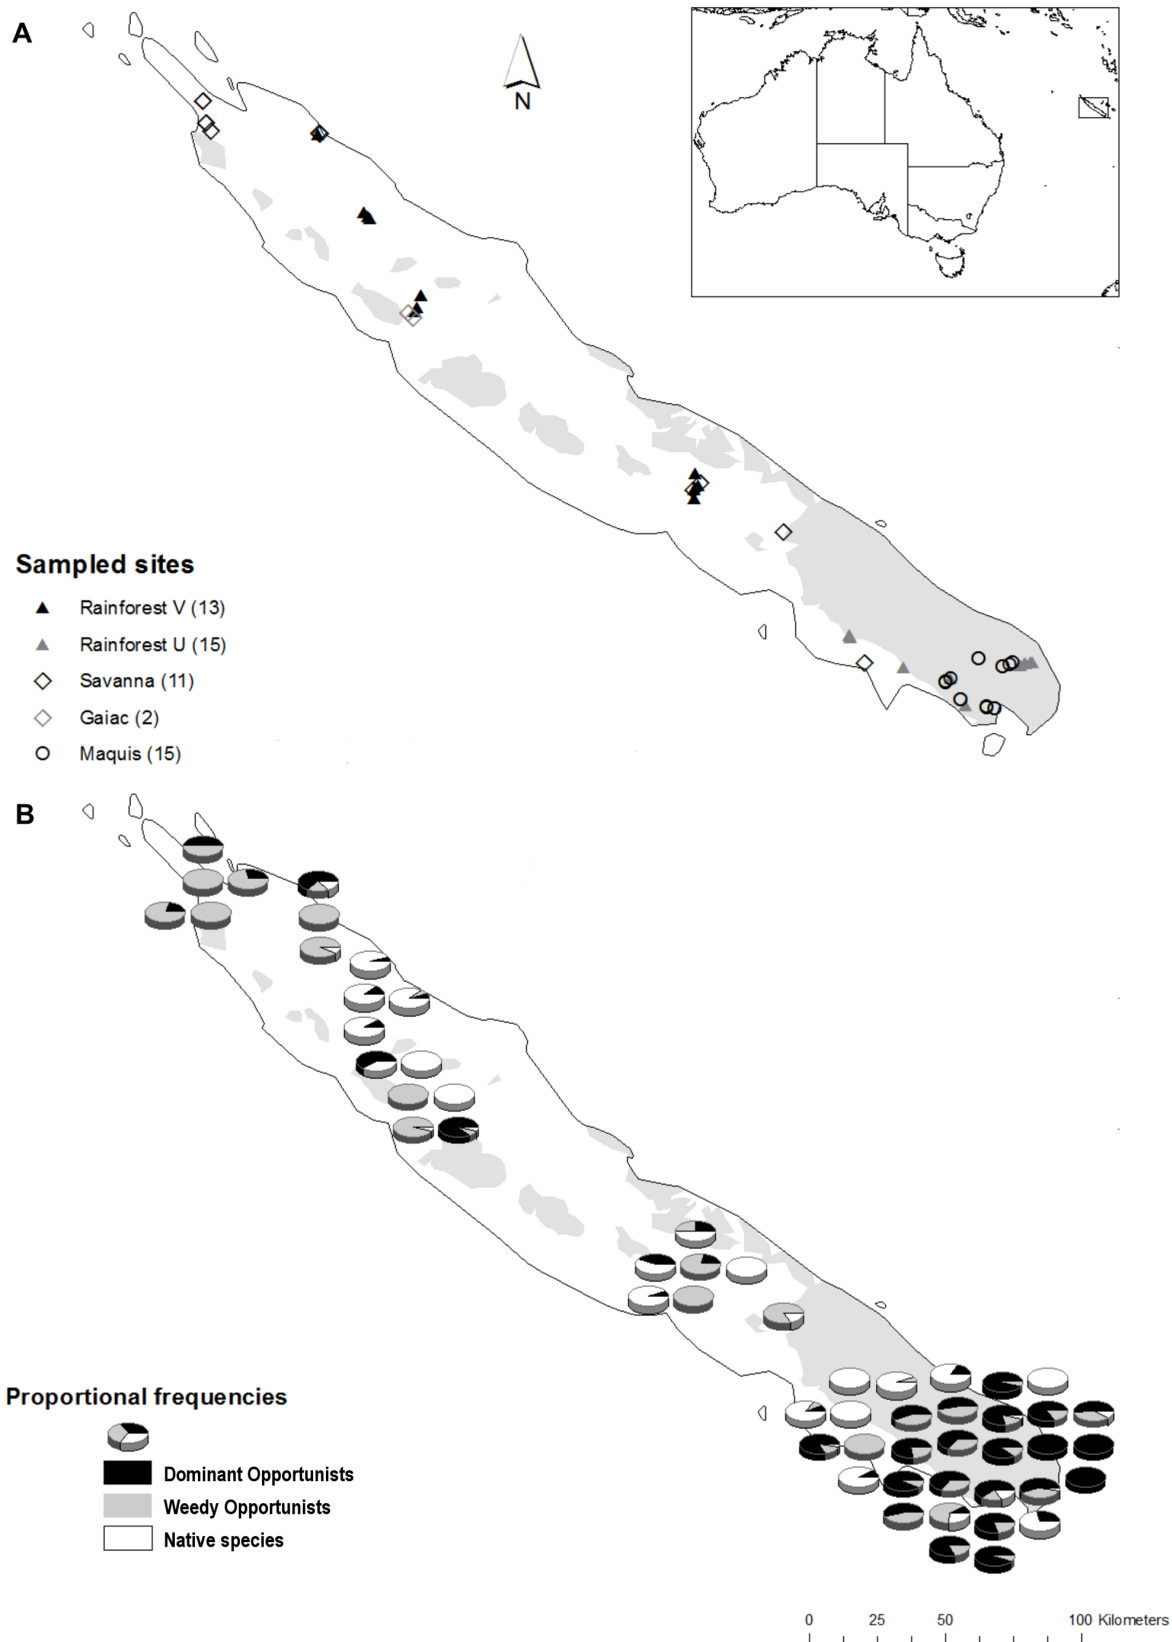 A
N
Sampled sites
Rainforest V (13)
Rainforest U (15)
Savanna (11)
Gaiac (2)
Maquis (15)
B
Proportional frequencies
Dominant Opportunists
Weedy Opportunists
Native species
0 25 50 100 Kilometers